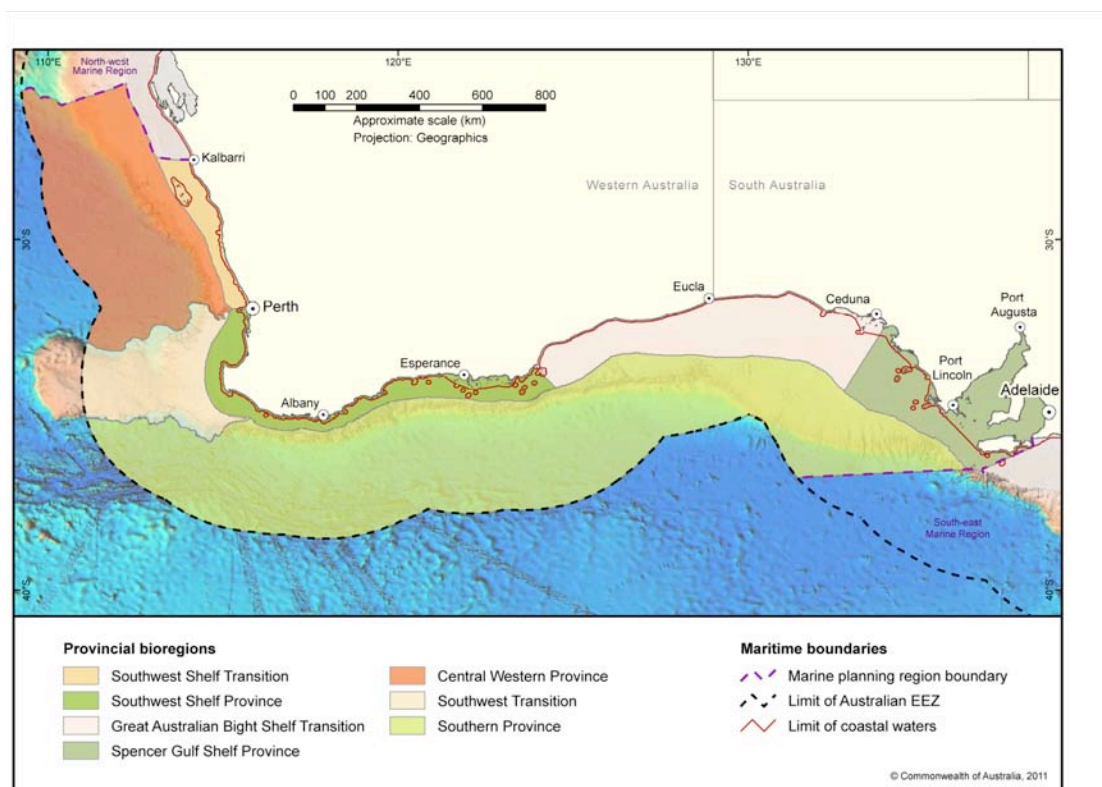 110°E
120°E
130°E
North-west
Marine Region
0 100 200 400 600 800
Approximate scale (km)
Projection: Geographics
Kalbarri
Western Australia
South Australia
30°S
30°S
Perth
Eucla
Ceduna
Port
Augusta
Esperance
Port
Lincoln
Adelaide
Albany
South-east
Marine Region
40°S
40°S
Provincial bioregions
Southwest Shelf Transition
Southwest Shelf Province
Great Australian Bight Shelf Transition
Spencer Gulf Shelf Province
Central Western Province
Southwest Transition
Southern Province
Maritime boundaries
Marine planning region boundary
Limit of Australian EEZ
Limit of coastal waters
© Commonwealth of Australia, 2011